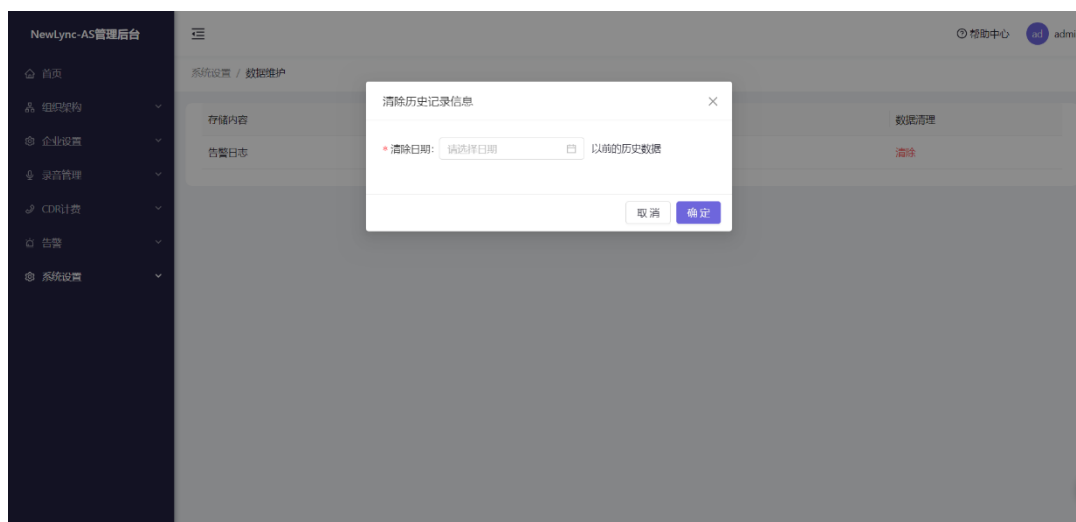 NewLync-AS管理后台
帮助中心
ad
admi
首页
系统设置 / 数据维护
组织架构
清除历史记录信息
存储内容
数据清理
企业设置
* 清除日期: 请选择日期 以前的历史数据
告警日志
清除
录音管理
CDR计费
取 消
确 定
告警
系统设置